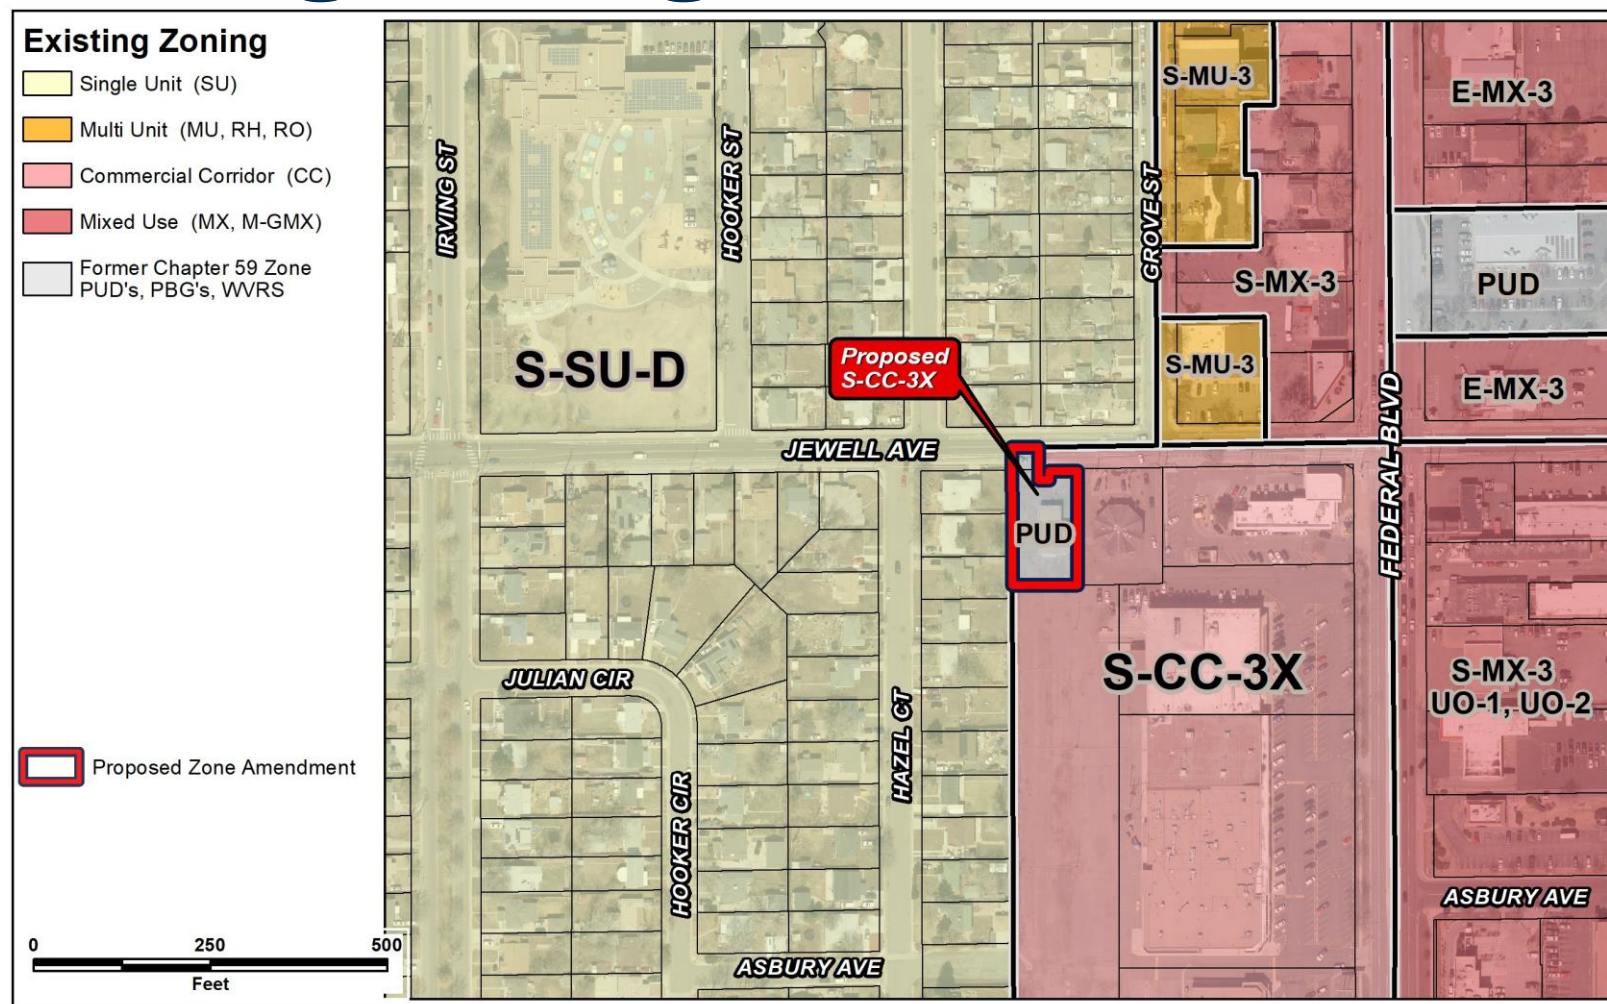 Existing Zoning
Single Unit (SU)
Multi Unit (MU, RH, RO)
Commercial Corridor (CC)
Mixed Use (MX, M-GMX)
Former Chapter 59 Zone
PUD's, PBG's, WVRS
Proposed Zone Amendment
0 250 500
Feet
S-MU-3
E-MX-3
IRVING ST
HOOKER ST
GROVE ST
S-MX-3
PUD
S-SU-D
Proposed
S-CC-3X
S-MU-3
E-MX-3
JEWELL AVE
FEDERAL BLVD
PUD
JULIAN CIR
S-CC-3X
S-MX-3
UO-1, UO-2
HAZEL CT
HOOKER CIR
ASBURY AVE
ASBURY AVE